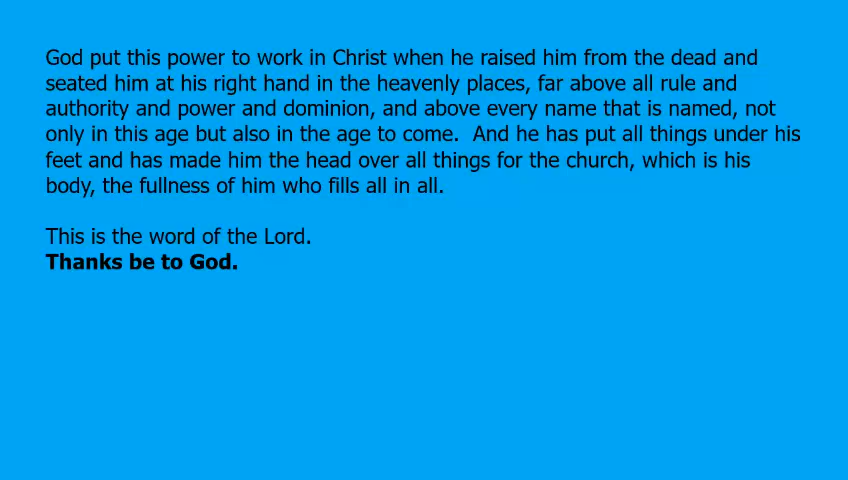 God put this power to work in Christ when he raised him from the dead and
seated him at his right hand in the heavenly places, far above all rule and
authority and power and dominion, and above every name that is named, not
only in this age but also in the age to come.  And he has put all things under his
feet and has made him the head over all things for the church, which is his
body, the fullness of him who fills all in all.
This is the word of the Lord.
Thanks be to God.